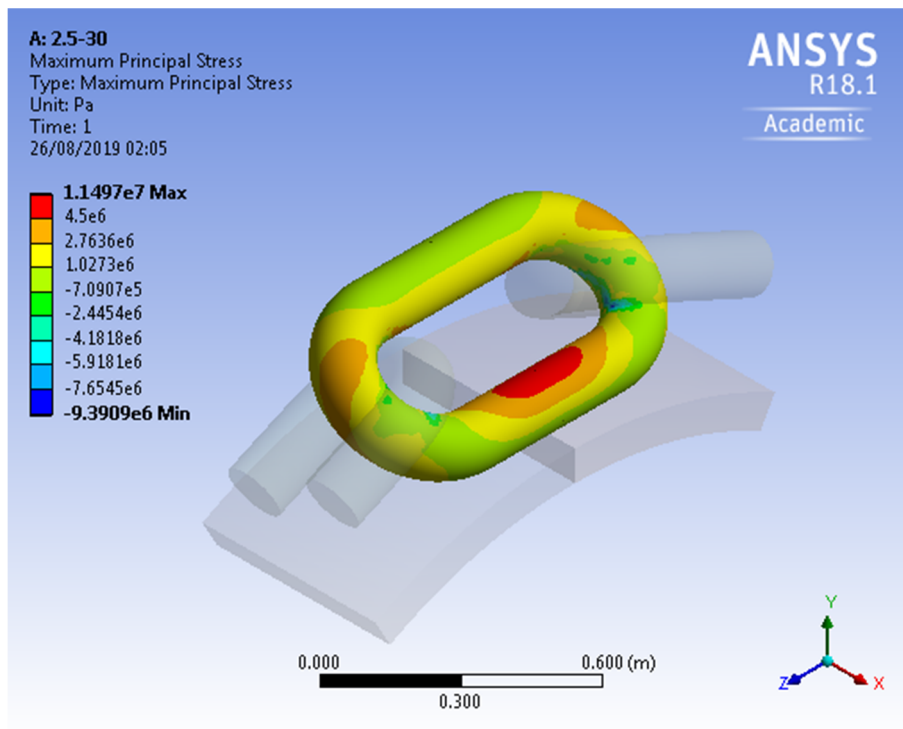 A: 2.5-30
Maximum Principal Stress
Type: Maximum Principal Stress
Unit: Pa
Time: 1
26/08/2019 02:05
ANSYS
R18.1
Academic
1.1497e7 Max
4.5e6
2.7636e6
1.0273e6
-7.0907e5
-2.4454e6
-4.1818e6
-5.9181e6
-7.6545e6
-9.3909e6 Min
0.000
0.600 (m)
0.300
Y
Z
X